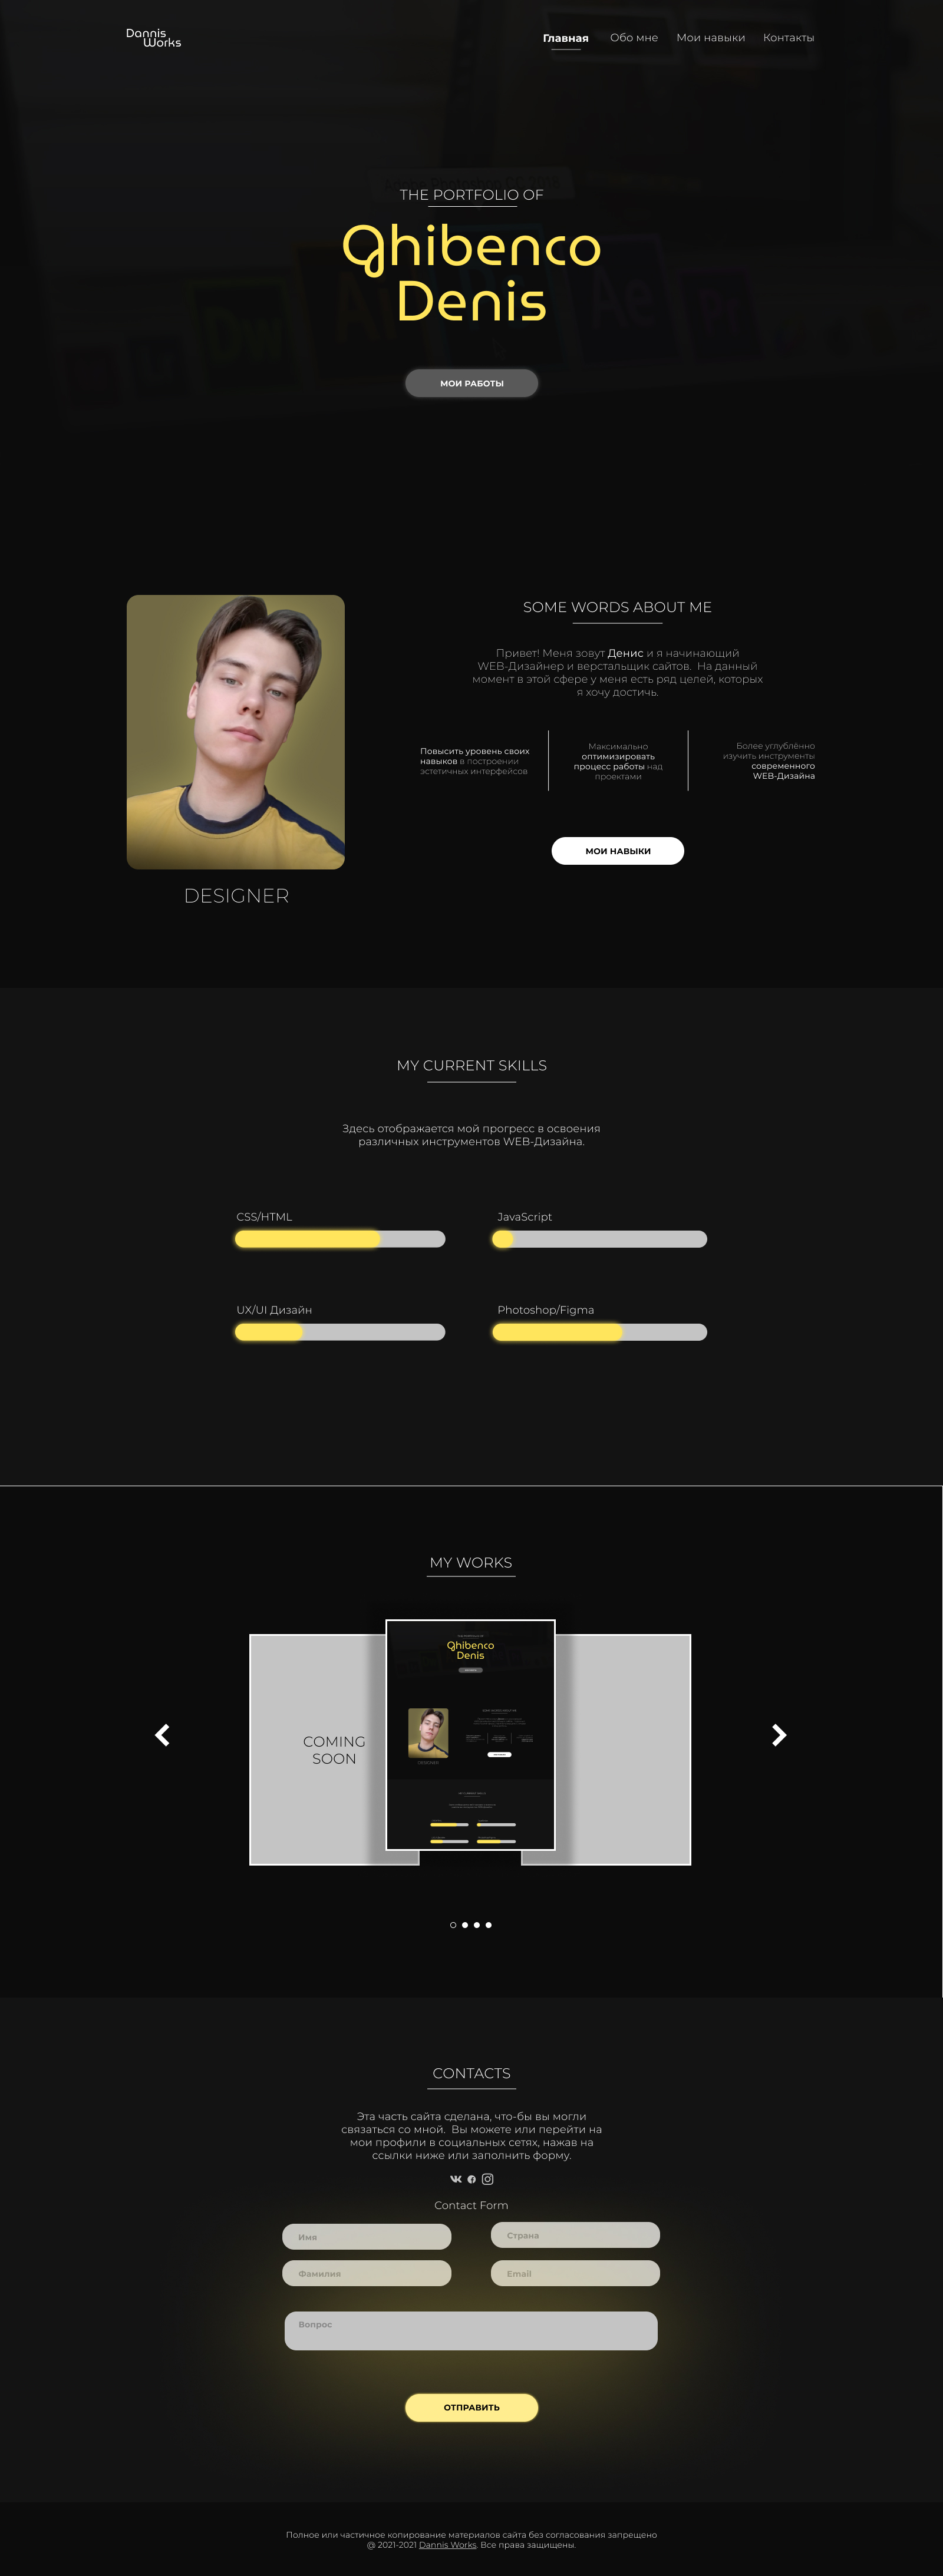 Dannis
Works
Главная Обо мне Мои навыки Контакты
THE PORTFOLIO OF
Ghibenco
Denis
Dw
Ai
Ae
Pr
МОИ РАБОТЫ
SOME WORDS ABOUT ME
Привет! Меня зовут Денис и я начинающий
WEB-Дизайнер и верстальщик сайтов. На данный
момент в этой сфере у меня есть ряд целей, которых
я хочу достичь.
Повысить уровень своих
навыков в построении
эстетичных интерфейсов
Максимально
оптимизировать
процесс работы над
проектами
Более углублённо
изучить инструменты
современного
WEB-Дизайна
МОИ НАВЫКИ
DESIGNER
MY CURRENT SKILLS
Здесь отображается мой прогресс в освоения
различных инструментов WEB-Дизайна.
CSS/HTML
JavaScript
UX/UI Дизайн
Photoshop/Figma
MY WORKS
COMING
SOON
Ghibenco
Denis
CONTACTS
Эта часть сайта сделана, что-бы вы могли
связаться со мной. Вы можете или перейти на
мои профили в социальных сетях, нажав на
ссылки ниже или заполнить форму.
Contact Form
Имя
Страна
Фамилия
Email
Вопрос
ОТПРАВИТЬ
Полное или частичное копирование материалов сайта без согласования запрещено
@ 2021-2021 Dannis Works. Все права защищены.